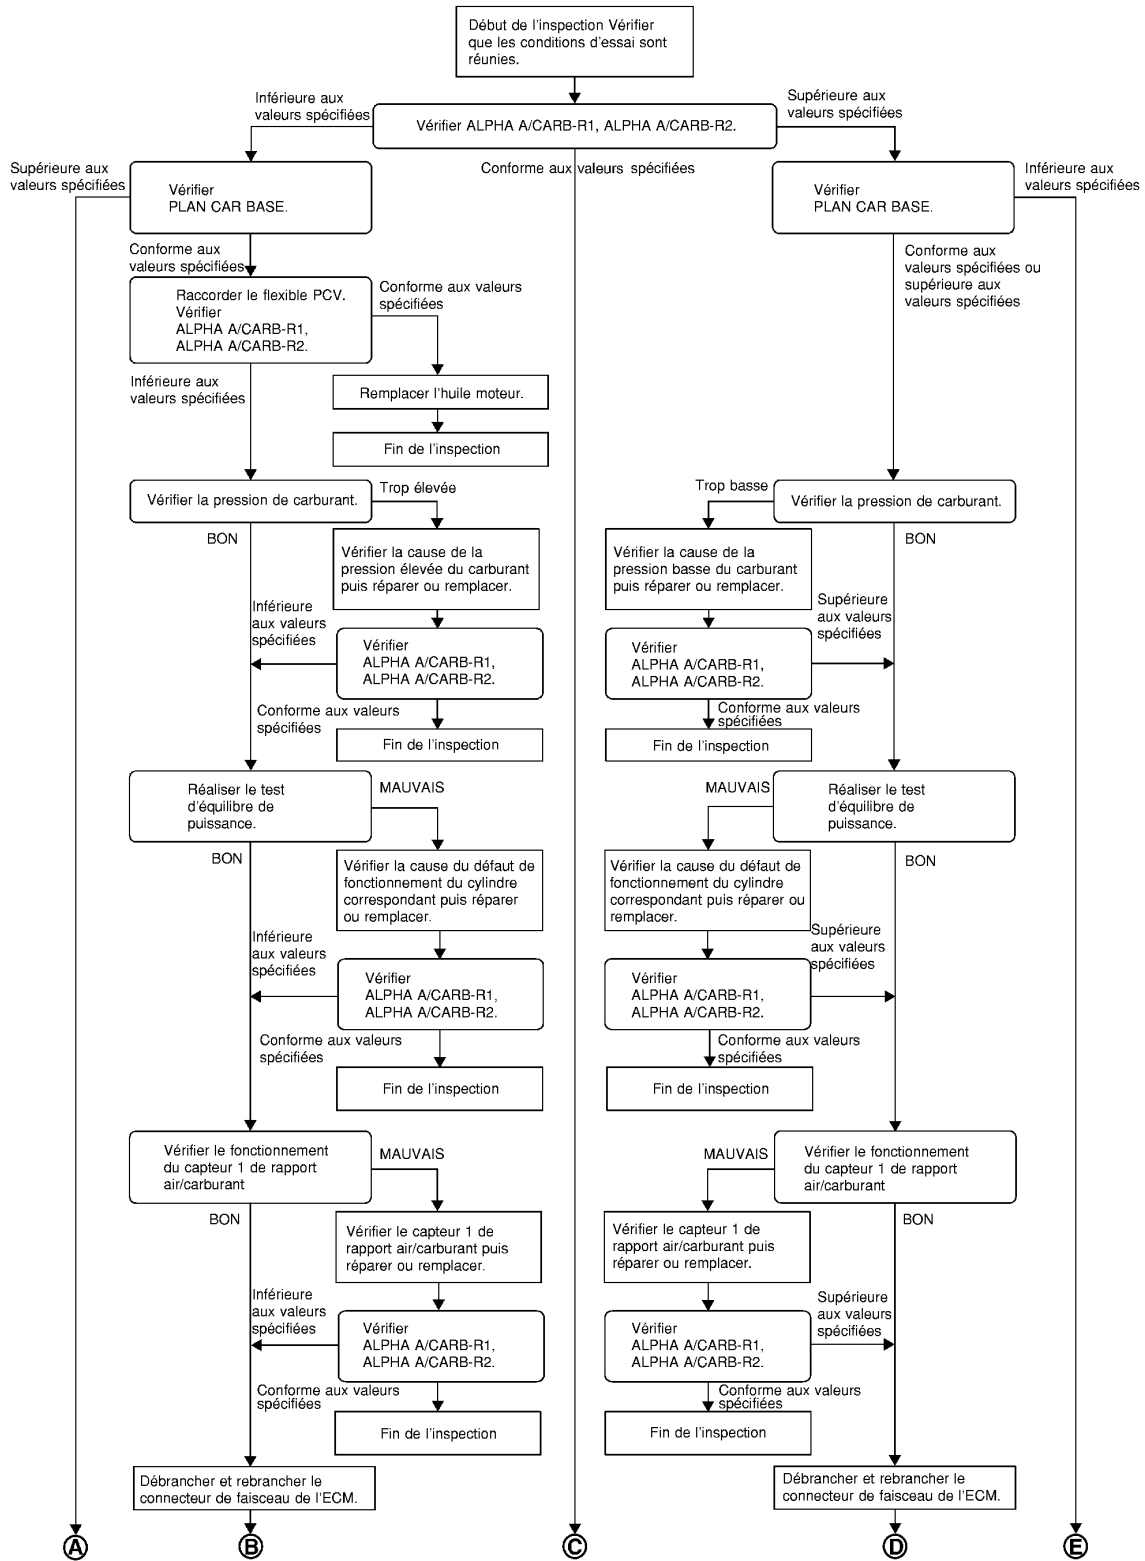 Début de l'inspection Vérifier
que les conditions d'essai sont
réunies.
Inférieure aux
valeurs spécifiées
Supérieure aux
valeurs spécifiées
Vérifier ALPHA A/CARB-R1, ALPHA A/CARB-R2.
Supérieure aux
valeurs spécifiées
Conforme aux valeurs spécifiées
Inférieure aux
valeurs spécifiées
Vérifier
PLAN CAR BASE.
Vérifier
PLAN CAR BASE.
Conforme aux
valeurs spécifiées
Conforme aux
valeurs spécifiées ou
supérieure aux
valeurs spécifiées
Raccorder le flexible PCV.
Vérifier
ALPHA A/CARB-R1,
ALPHA A/CARB-R2.
Conforme aux valeurs
spécifiées
Inférieure aux
valeurs spécifiées
Remplacer l'huile moteur.
Fin de l'inspection
Vérifier la pression de carburant.
Trop élevée
Trop basse
Vérifier la pression de carburant.
BON
BON
Vérifier la cause de la
pression élevée du carburant
puis réparer ou remplacer.
Vérifier la cause de la
pression basse du carburant
puis réparer ou remplacer.
Inférieure
aux valeurs
spécifiées
Supérieure
aux valeurs
spécifiées
Vérifier
ALPHA A/CARB-R1,
ALPHA A/CARB-R2.
Vérifier
ALPHA A/CARB-R1,
ALPHA A/CARB-R2.
Conforme aux valeurs
spécifiées
Conforme aux valeurs
spécifiées
Fin de l'inspection
Fin de l'inspection
Réaliser le test
d'équilibre de
puissance.
MAUVAIS
MAUVAIS
Réaliser le test
d'équilibre de
puissance.
BON
BON
Vérifier la cause du défaut de
fonctionnement du cylindre
correspondant puis réparer
ou remplacer.
Vérifier la cause du défaut de
fonctionnement du cylindre
correspondant puis réparer ou
remplacer.
Inférieure
aux valeurs
spécifiées
Supérieure
aux valeurs
spécifiées
Vérifier
ALPHA A/CARB-R1,
ALPHA A/CARB-R2.
Vérifier
ALPHA A/CARB-R1,
ALPHA A/CARB-R2.
Conforme aux valeurs
spécifiées
Conforme aux valeurs
spécifiées
Fin de l'inspection
Fin de l'inspection
Vérifier le fonctionnement
du capteur 1 de rapport
air/carburant
MAUVAIS
MAUVAIS
Vérifier le fonctionnement
du capteur 1 de rapport
air/carburant
BON
BON
Vérifier le capteur 1 de
rapport air/carburant puis
réparer ou remplacer.
Vérifier le capteur 1 de
rapport air/carburant puis
réparer ou remplacer.
Inférieure
aux valeurs
spécifiées
Supérieure
aux valeurs
spécifiées
Vérifier
ALPHA A/CARB-R1,
ALPHA A/CARB-R2.
Vérifier
ALPHA A/CARB-R1,
ALPHA A/CARB-R2.
Conforme aux valeurs
spécifiées
Conforme aux valeurs
spécifiées
Fin de l'inspection
Fin de l'inspection
Débrancher et rebrancher le
connecteur de faisceau de l'ECM.
Débrancher et rebrancher le
connecteur de faisceau de l'ECM.
A
B
C
D
E